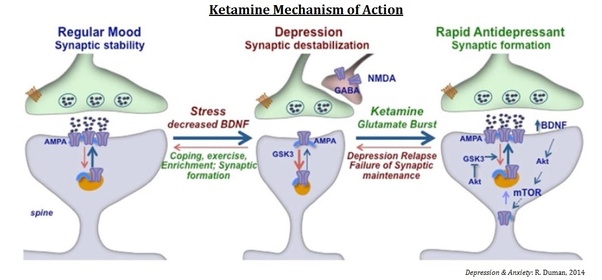 Ketamine Mechanism of Action
Regular Mood
Synaptic stability
AMPA
spine
Stress
decreased BDNF
Coping, exercise,
Enrichment; Synaptic
formation
Depression
Synaptic destabilization
NMDA
GABA
GSK3
AMPA
Ketamine
Glutamate Burst
Depression Relapse
Failure of Synaptic
maintenance
Rapid Antidepressant
Synaptic formation
BDNF
AMPA
GSK3
Akt
Akt
mTOR
Depression & Anxiety: R. Duman. 2014